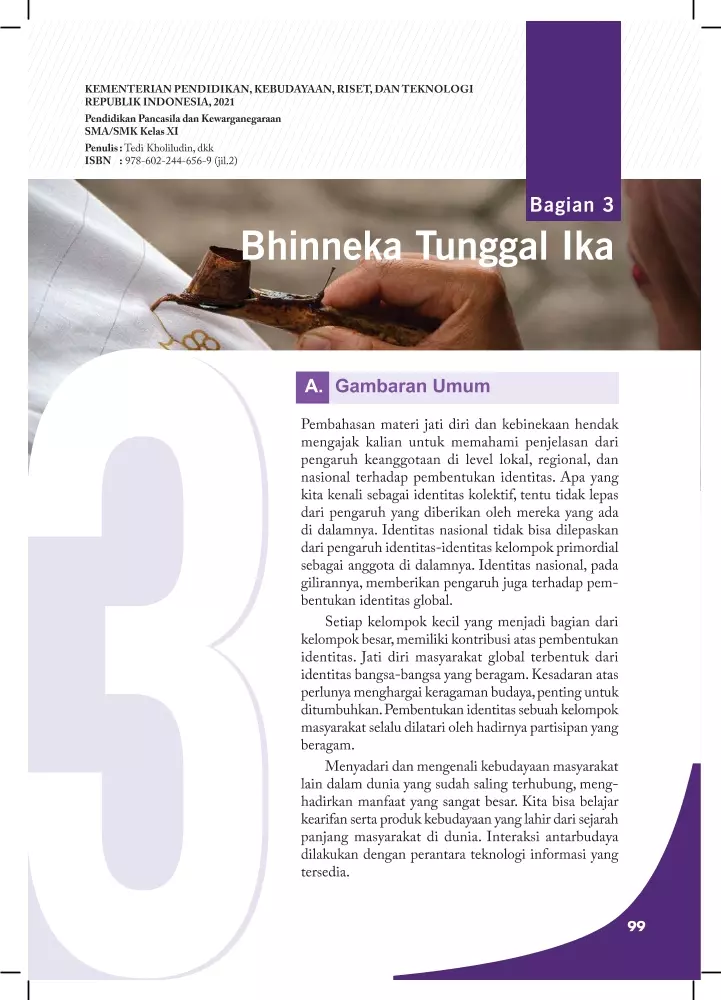 KEMENTERIAN PENDIDIKAN, KEBUDAYAAN, RISET, DAN TEKNOLOGI
REPUBLIK INDONESIA, 2021
Pendidikan Pancasila dan Kewarganegaraan
SMA/SMK Kelas XI
Penulis : Tedi Kholiludin, dkk
ISBN : 978-602-244-656-9 (jil.2)
Bagian 3
Bhinneka Tunggal Ika
3
A. Gambaran Umum
Pembahasan materi jati diri dan kebinekaan hendak
mengajak kalian untuk memahami penjelasan dari
pengaruh keanggotaan di level lokal, regional, dan
nasional terhadap pembentukan identitas. Apa yang
kita kenali sebagai identitas kolektif, tentu tidak lepas
dari pengaruh yang diberikan oleh mereka yang ada
di dalamnya. Identitas nasional tidak bisa dilepaskan
dari pengaruh identitas-identitas kelompok primordial
sebagai anggota di dalamnya. Identitas nasional, pada
gilirannya, memberikan pengaruh juga terhadap pem-
bentukan identitas global.
Setiap kelompok kecil yang menjadi bagian dari
kelompok besar, memiliki kontribusi atas pembentukan
identitas. Jati diri masyarakat global terbentuk dari
identitas bangsa-bangsa yang beragam. Kesadaran atas
perlunya menghargai keragaman budaya, penting untuk
ditumbuhkan. Pembentukan identitas sebuah kelompok
masyarakat selalu dilatari oleh hadirnya partisipan yang
beragam.
Menyadari dan mengenali kebudayaan masyarakat
lain dalam dunia yang sudah saling terhubung, meng-
hadirkan manfaat yang sangat besar. Kita bisa belajar
kearifan serta produk kebudayaan yang lahir dari sejarah
panjang masyarakat di dunia. Interaksi antarbudaya
dilakukan dengan perantara teknologi informasi yang
tersedia.
99